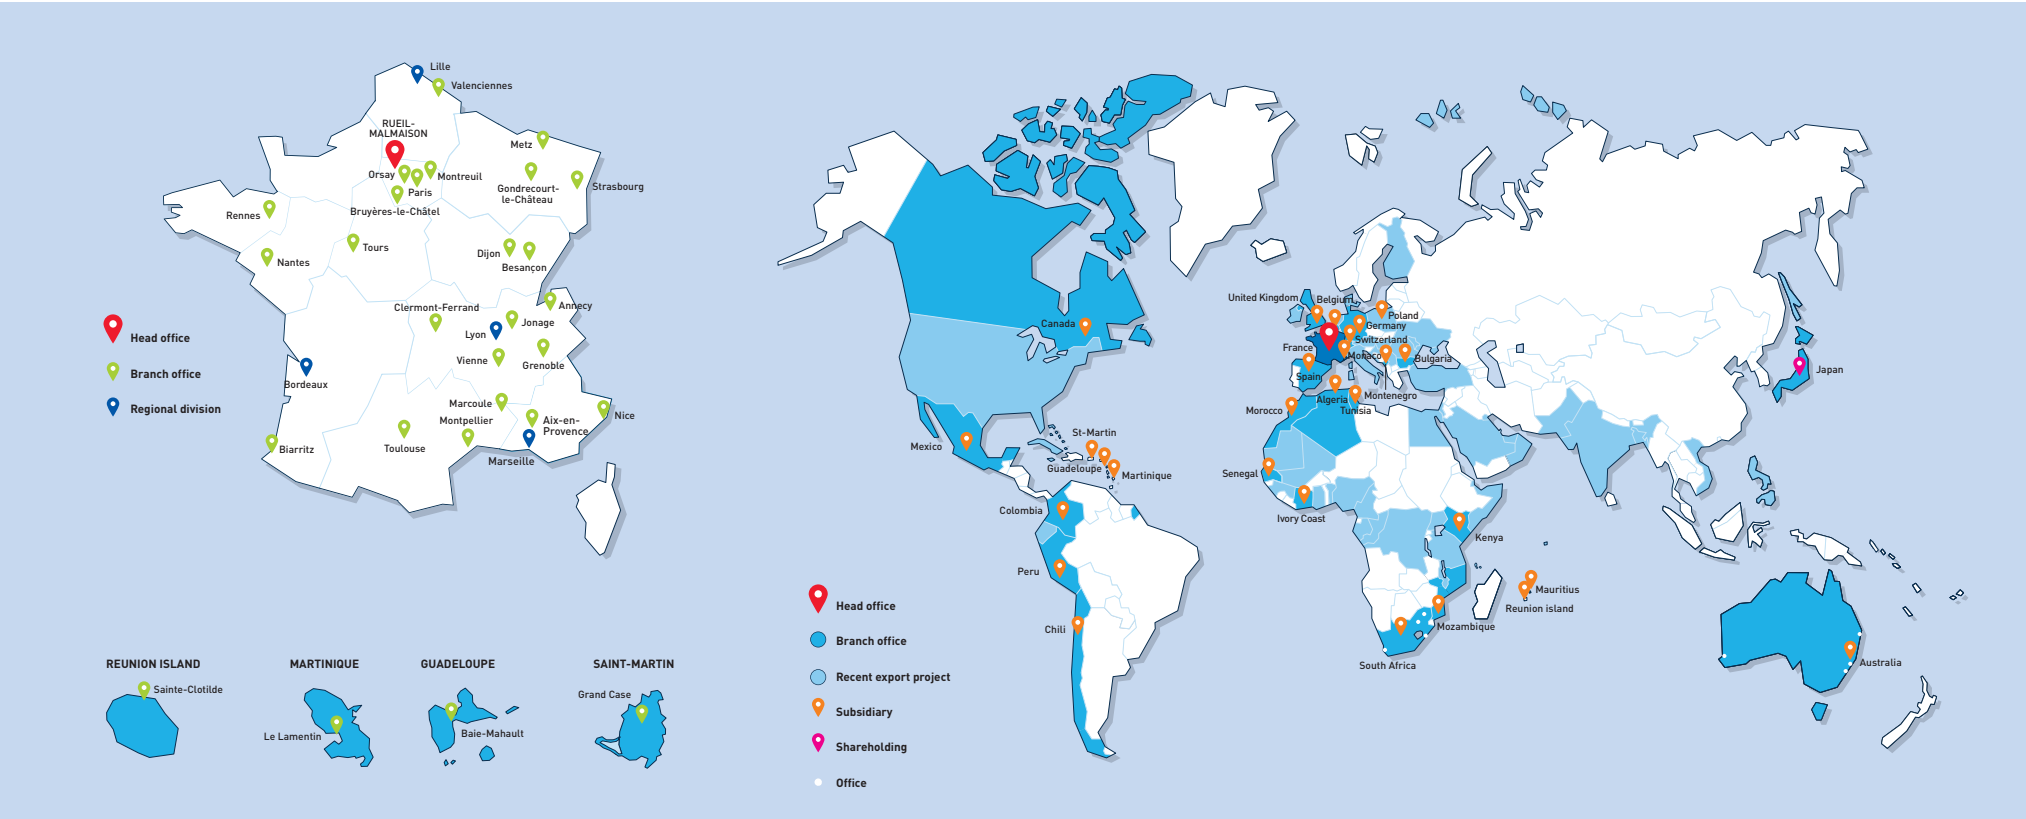 Lille
Valenciennes
RUEIL-
MALMAISON
Metz
Orsay
Montreuil
Paris
Gondrecourt-
le-Château
Strasbourg
Bruyères-le-Châtel
Rennes
Tours
Nantes
Dijon
Besançon
Annecy
Clermont-Ferrand
Jonage
Lyon
Vienne
Grenoble
Bordeaux
Marcoule
Montpellier
Aix-en-
Provence
Nice
Biarritz
Toulouse
Marseille
Head office
Branch office
Regional division
REUNION ISLAND
Sainte-Clotilde
MARTINIQUE
Le Lamentin
GUADELOUPE
Baie-Mahault
SAINT-MARTIN
Grand Case
Canada
Mexico
St-Martin
Guadeloupe
Martinique
Colombia
Peru
Chili
United Kingdom
Belgium
Poland
Germany
Switzerland
France
Monaco
Bulgaria
Spain
Montenegro
Algeria
Tunisia
Morocco
Senegal
Ivory Coast
Kenya
Mauritius
Reunion island
Mozambique
South Africa
Japan
Australia
Head office
Branch office
Recent export project
Subsidiary
Shareholding
Office